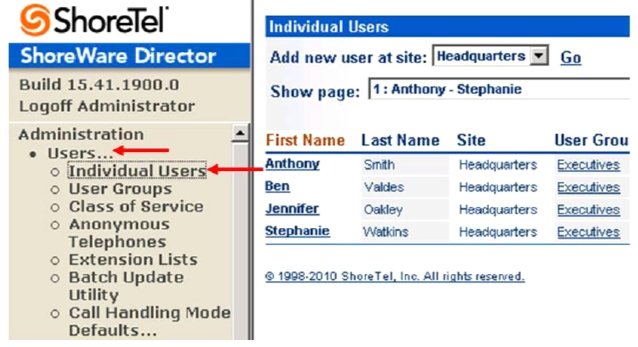 ShoreTel
ShoreWare Director
Build 15.41.1900.0
Logoff Administrator
Administration
Users...
Individual Users
User Groups
Class of Service
Anonymous
Telephones
Extension Lists
Batch Update
Utility
Call Handling Mode
Defaults...
Individual Users
Add new user at site: Headquarters Go
Show page: 1 : Anthony - Stephanie
First Name Last Name Site User Grou
Anthony Smith Headquarters Executives
Ben Valdes Headquarters Executives
Jennifer Oakley Headquarters Executives
Stephanie Watkins Headquarters Executives
© 1998-2010 ShoreTel, Inc. All rights reserved.